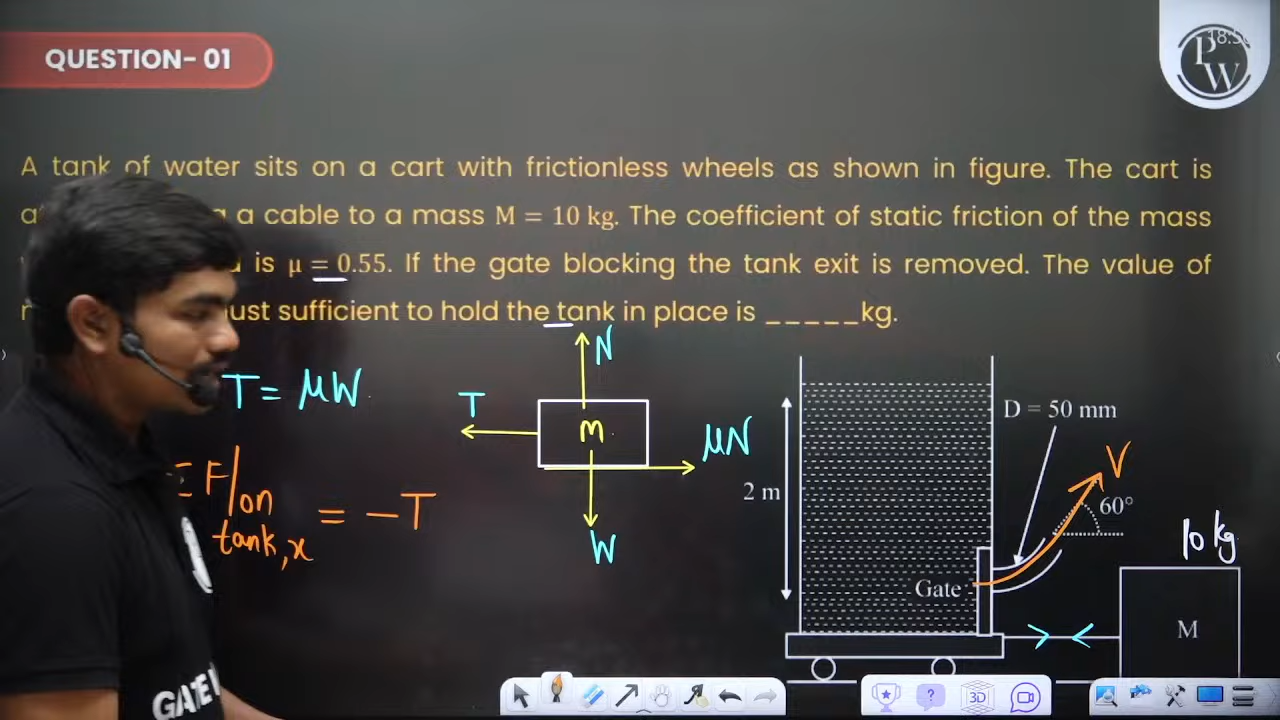 QUESTION- 01
PW
A tank of water sits on a cart with frictionless wheels as shown in figure. The cart is
a mass M = 10 kg. The coefficient of static friction of the mass
is μ = 0.55. If the gate blocking the tank exit is removed. The value of
sufficient to hold the tank in place is _____kg.
T = μW
N
T
M
μN
W
F/on
tank,x = -T
D = 50 mm
V
60°
2 m
10 kg
Gate
M
3D
GATE